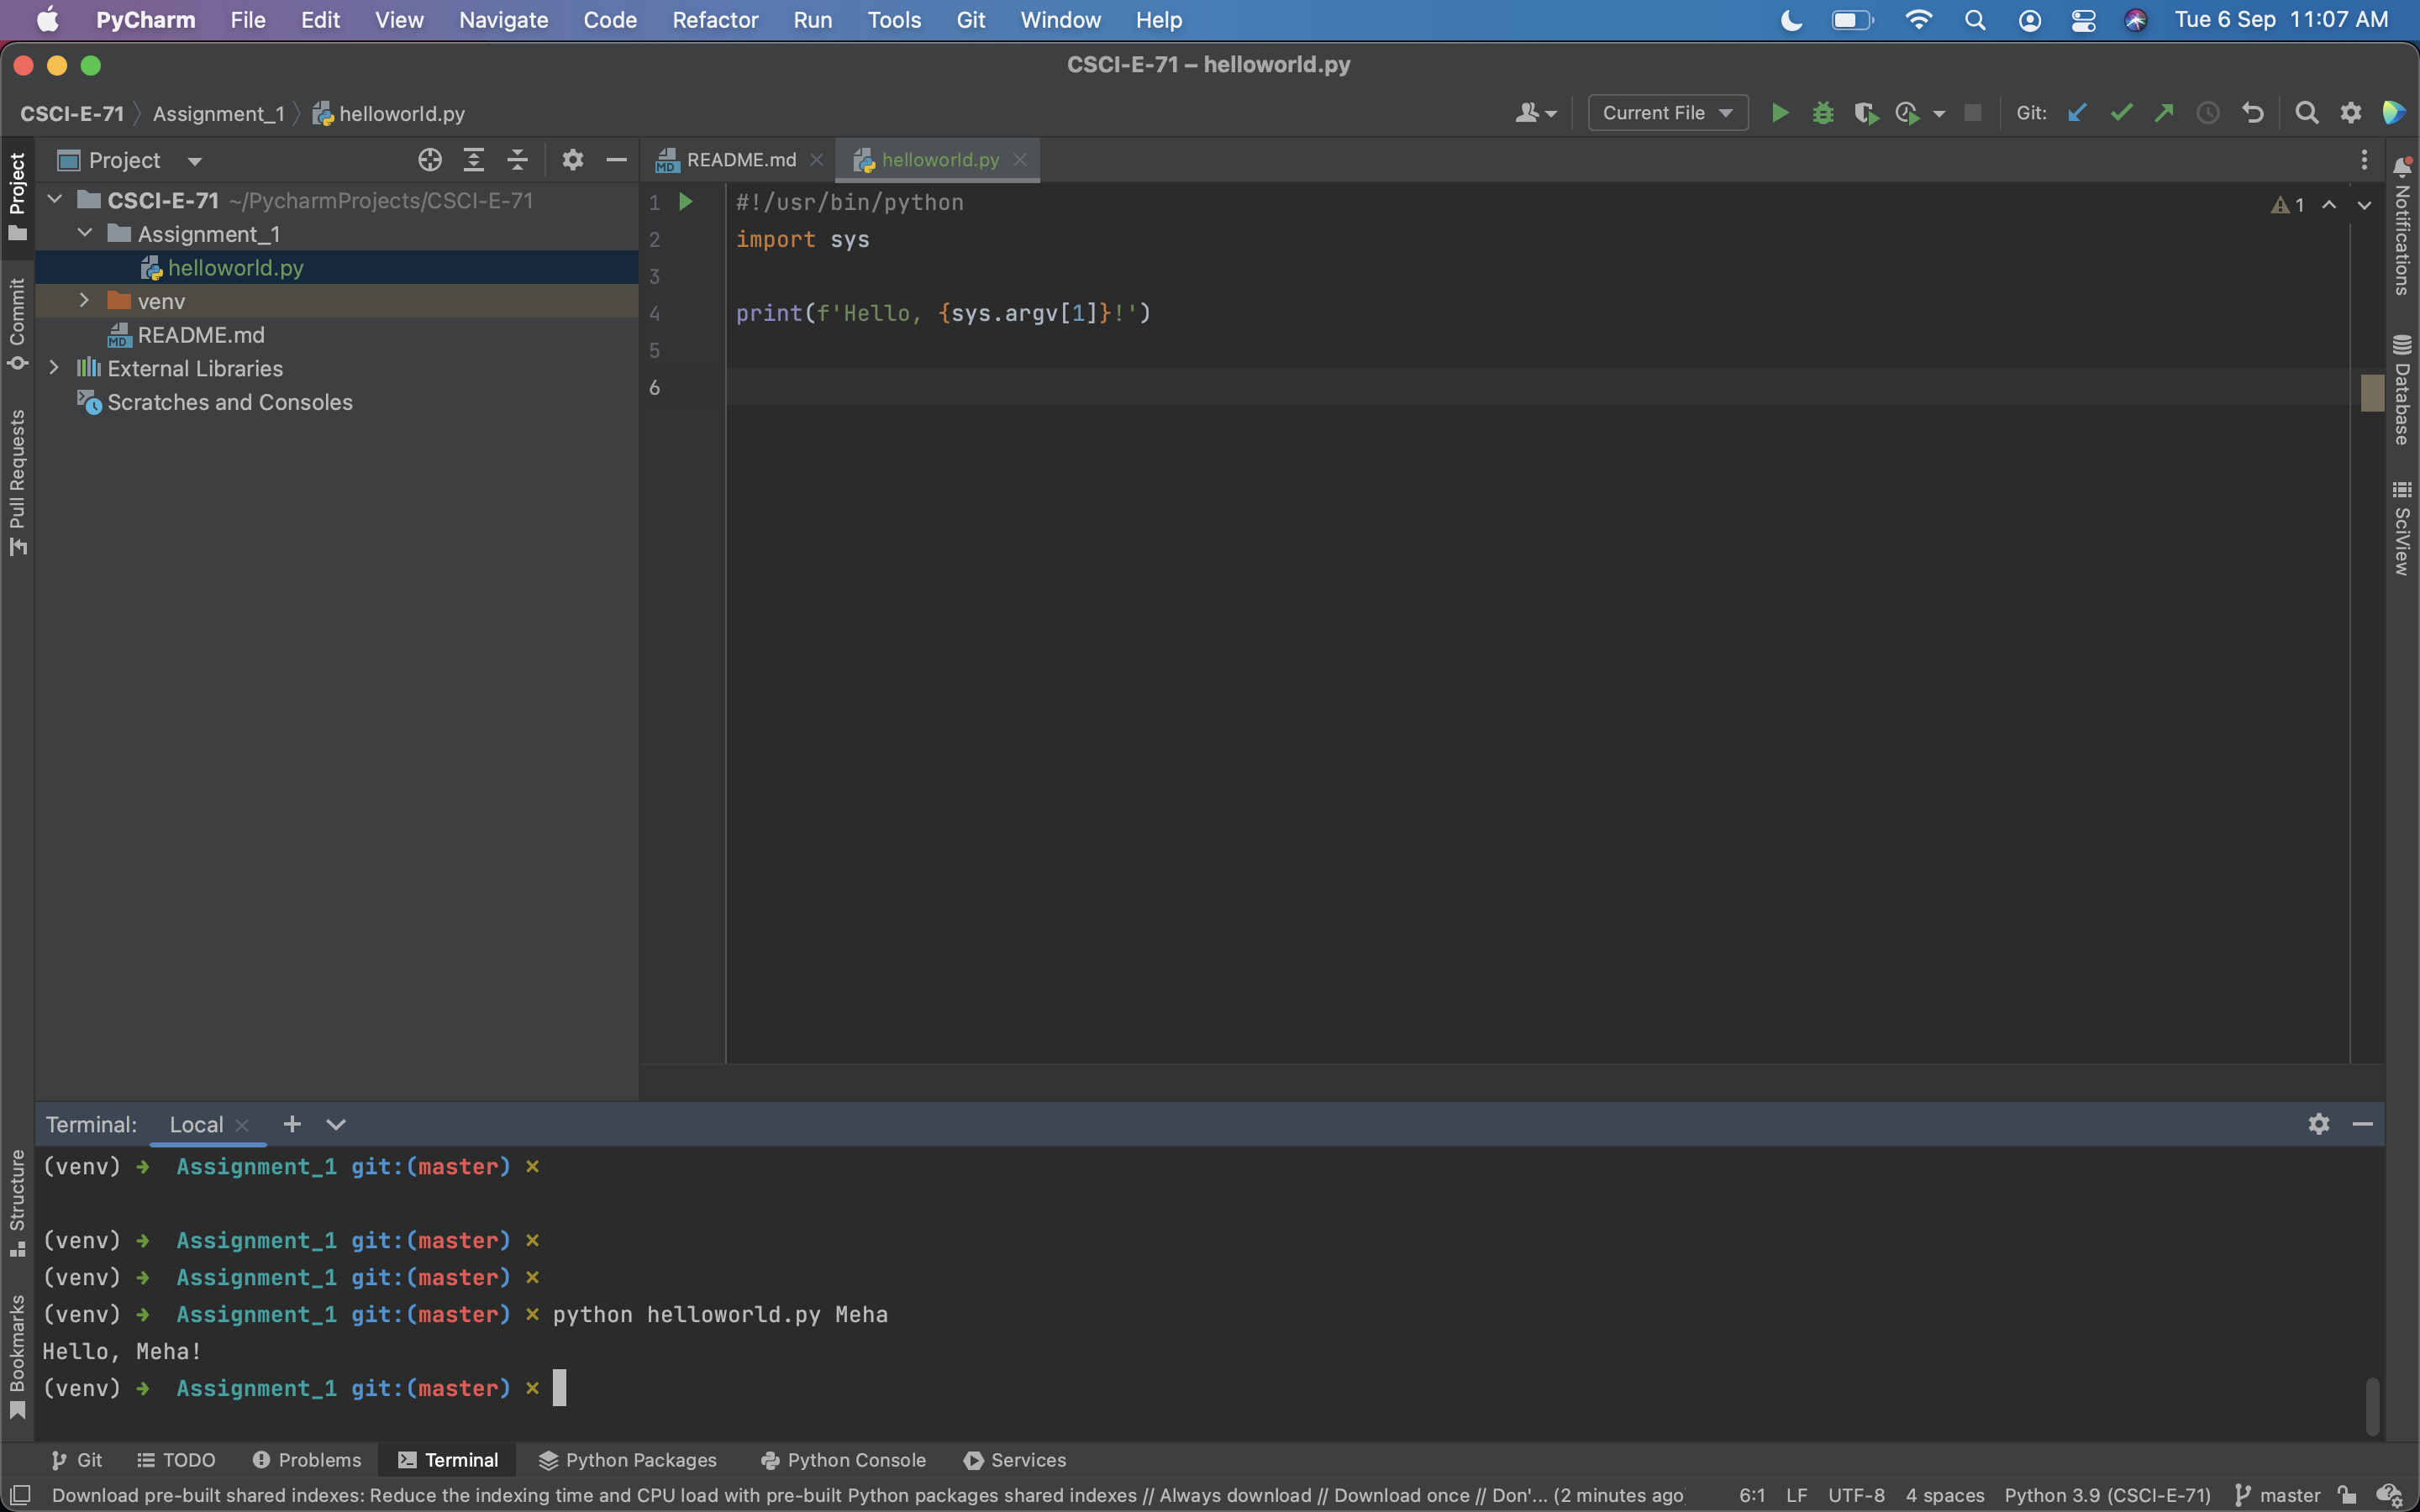 PyCharm File Edit View Navigate Code Refactor Run Tools Git Window Help Tue 6 Sep 11:07 AM
CSCI-E-71 – helloworld.py
CSCI-E-71 Assignment_1 helloworld.py Current File Git:
Project
README.md helloworld.py
CSCI-E-71 ~/PycharmProjects/CSCI-E-71
Assignment_1
helloworld.py
venv
MD README.md
External Libraries
Scratches and Consoles
1 #!/usr/bin/python
2 import sys
3
4 print(f'Hello, {sys.argv[1]}!')
5
6
1
Project
Commit
Pull Requests
Structure
Bookmarks
Notifications
Database
SciView
Terminal: Local
(venv) ➜ Assignment_1 git:(master) ×
(venv) ➜ Assignment_1 git:(master) ×
(venv) ➜ Assignment_1 git:(master) ×
(venv) ➜ Assignment_1 git:(master) × python helloworld.py Meha
Hello, Meha!
(venv) ➜ Assignment_1 git:(master) ×
Git TODO Problems Terminal Python Packages Python Console Services
Download pre-built shared indexes: Reduce the indexing time and CPU load with pre-built Python packages shared indexes // Always download // Download once // Don'... (2 minutes ago 6:1 LF UTF-8 4 spaces Python 3.9 (CSCI-E-71) master